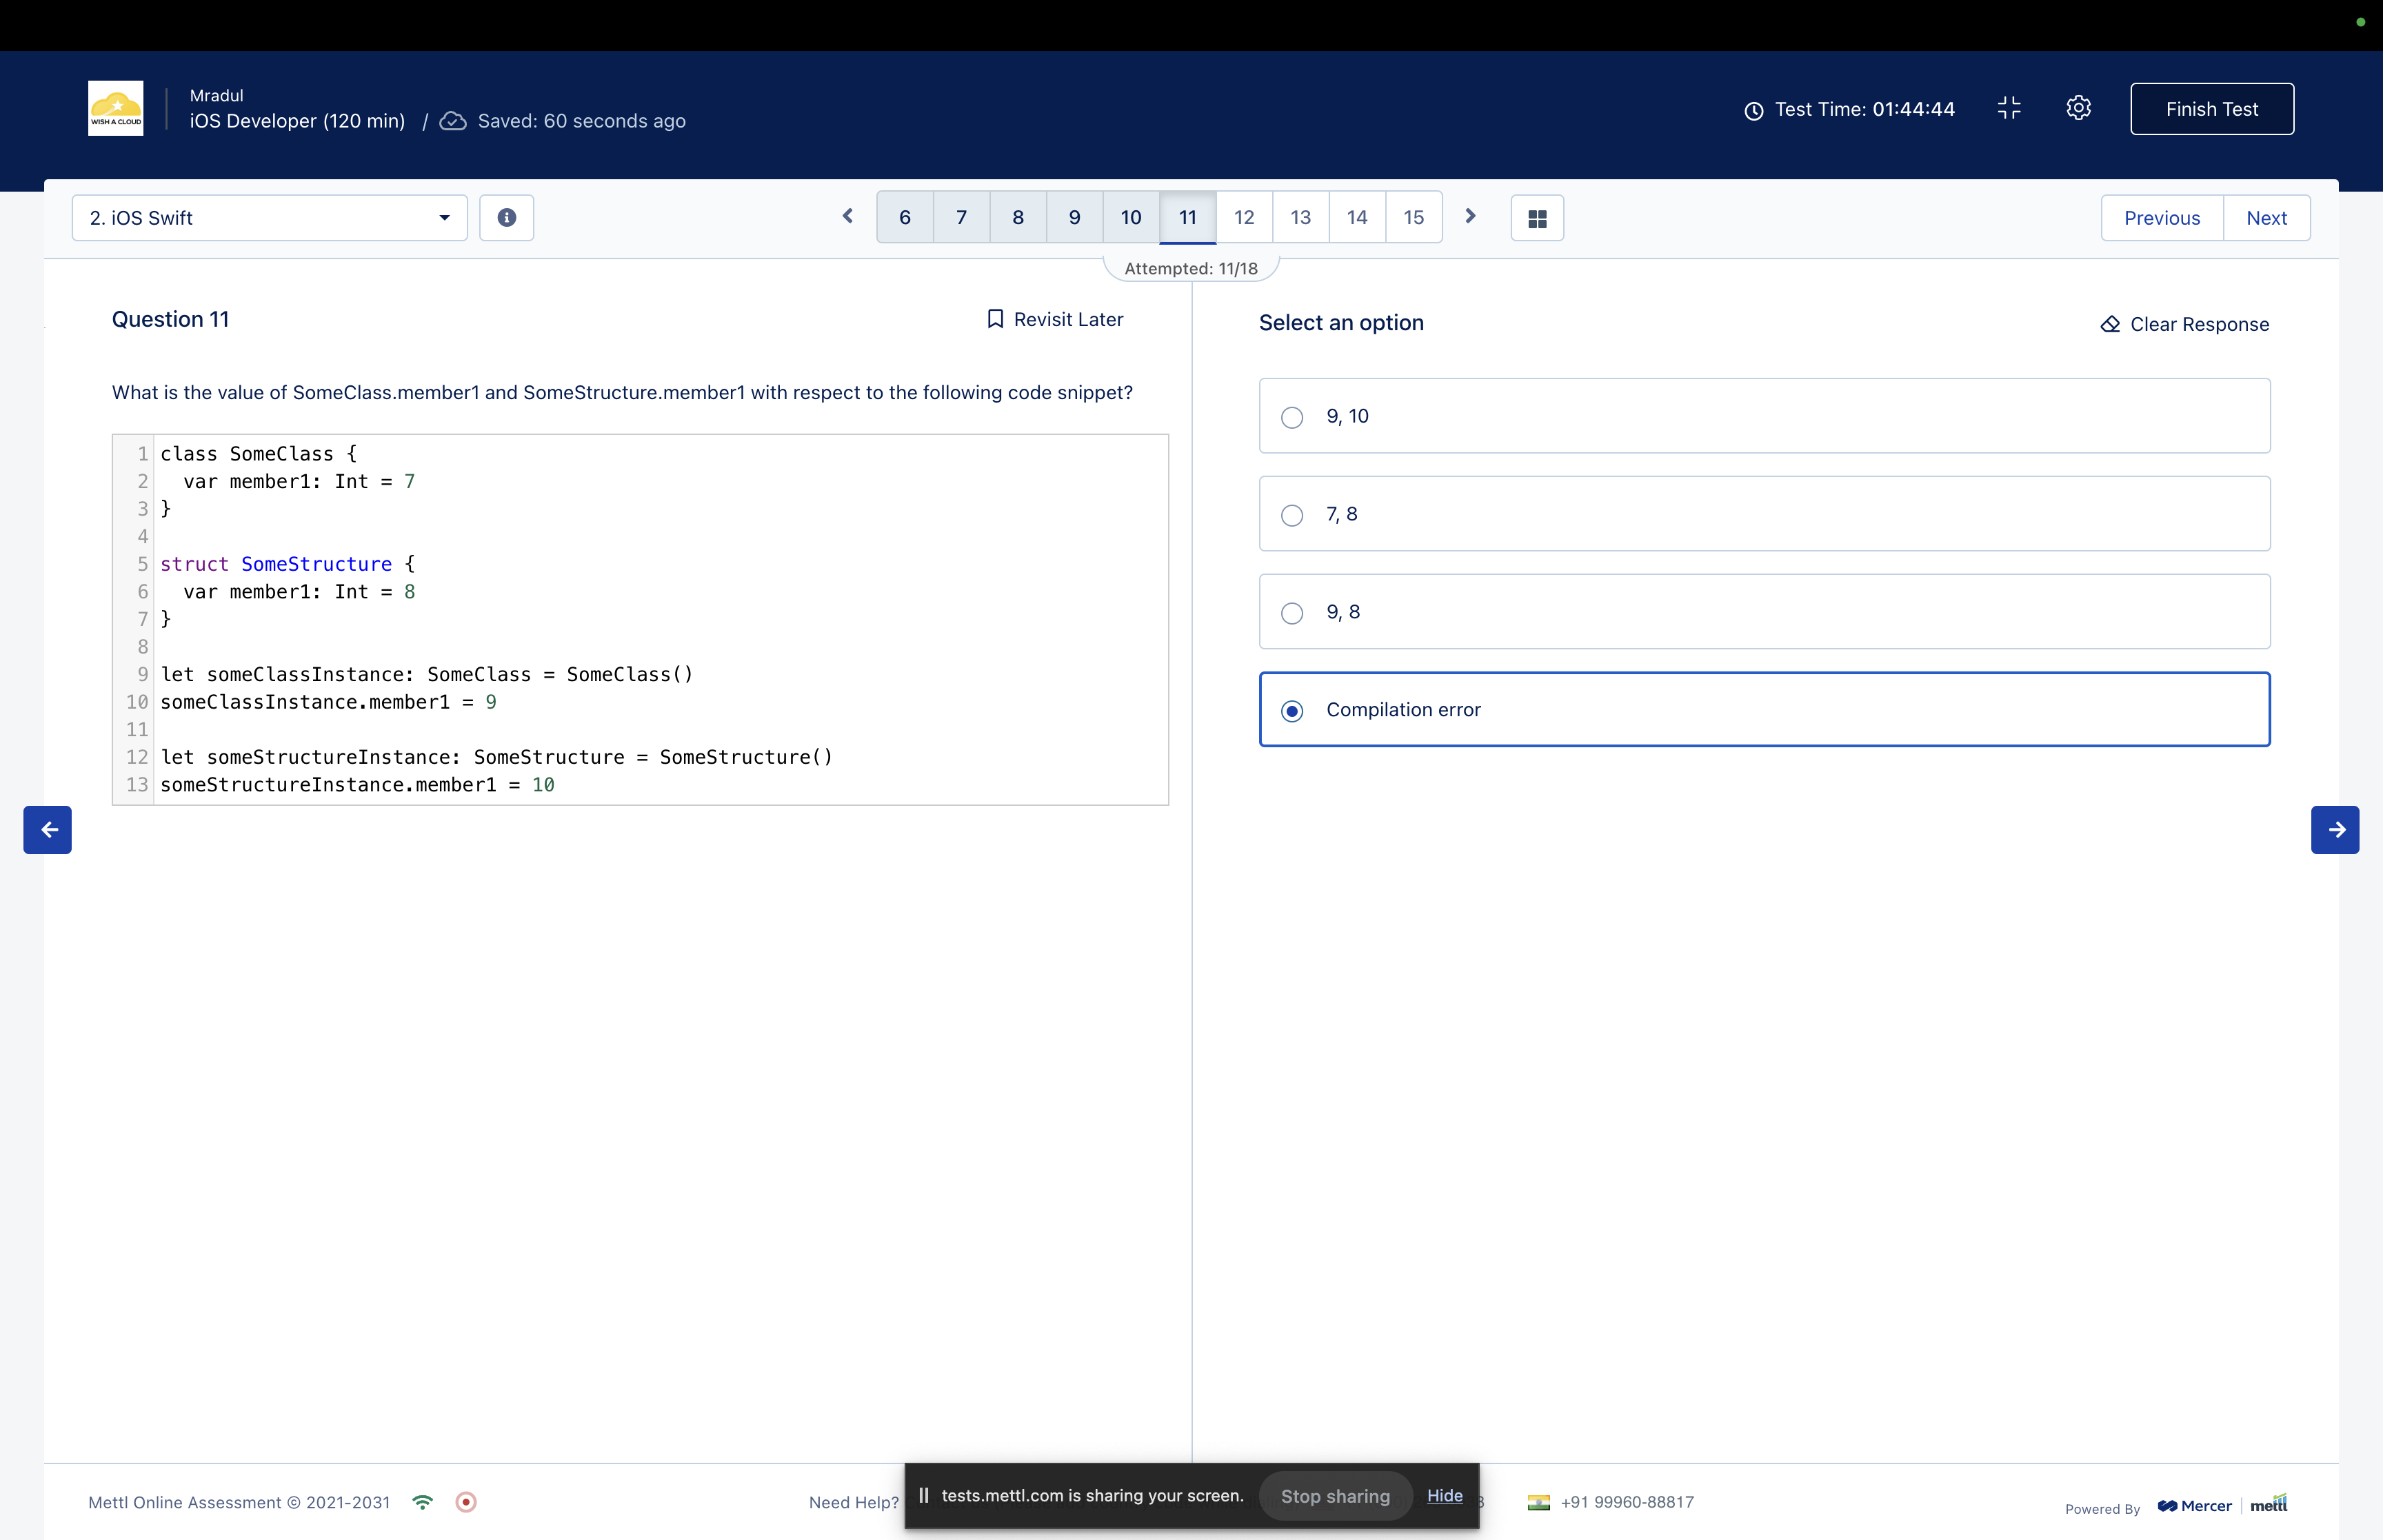 WISH A CLOUD
Mradul
iOS Developer (120 min) / Saved: 60 seconds ago
Test Time: 01:44:44
Finish Test
2. iOS Swift
6 7 8 9 10 11 12 13 14 15
Previous Next
Attempted: 11/18
Question 11
Revisit Later
What is the value of SomeClass.member1 and SomeStructure.member1 with respect to the following code snippet?
1 class SomeClass {
2 var member1: Int = 7
3 }
4
5 struct SomeStructure {
6 var member1: Int = 8
7 }
8
9 let someClassInstance: SomeClass = SomeClass()
10 someClassInstance.member1 = 9
11
12 let someStructureInstance: SomeStructure = SomeStructure()
13 someStructureInstance.member1 = 10
Select an option
Clear Response
9, 10
7, 8
9, 8
Compilation error
Mettl Online Assessment © 2021-2031
Need Help?
tests.mettl.com is sharing your screen. Stop sharing Hide
+91 99960-88817
Powered By Mercer | mettl